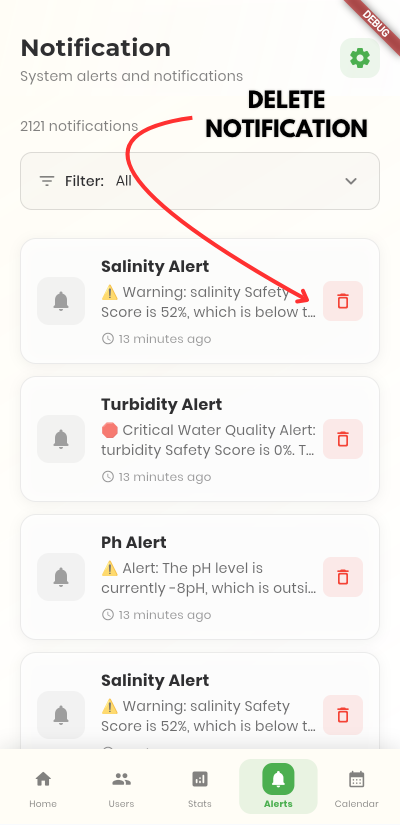 DEBUG
Notification
System alerts and notifications
DELETE
NOTIFICATION
2121 notifications
Filter: All
Salinity Alert
⚠️ Warning: salinity Safety
Score is 52%, which is below t...
13 minutes ago
Turbidity Alert
🛑 Critical Water Quality Alert:
turbidity Safety Score is 0%. T...
13 minutes ago
Ph Alert
⚠️ Alert: The pH level is
currently -8pH, which is outsi...
13 minutes ago
Salinity Alert
⚠️ Warning: salinity Safety
Score is 52%, which is below t...
Home Users Stats Alerts Calendar